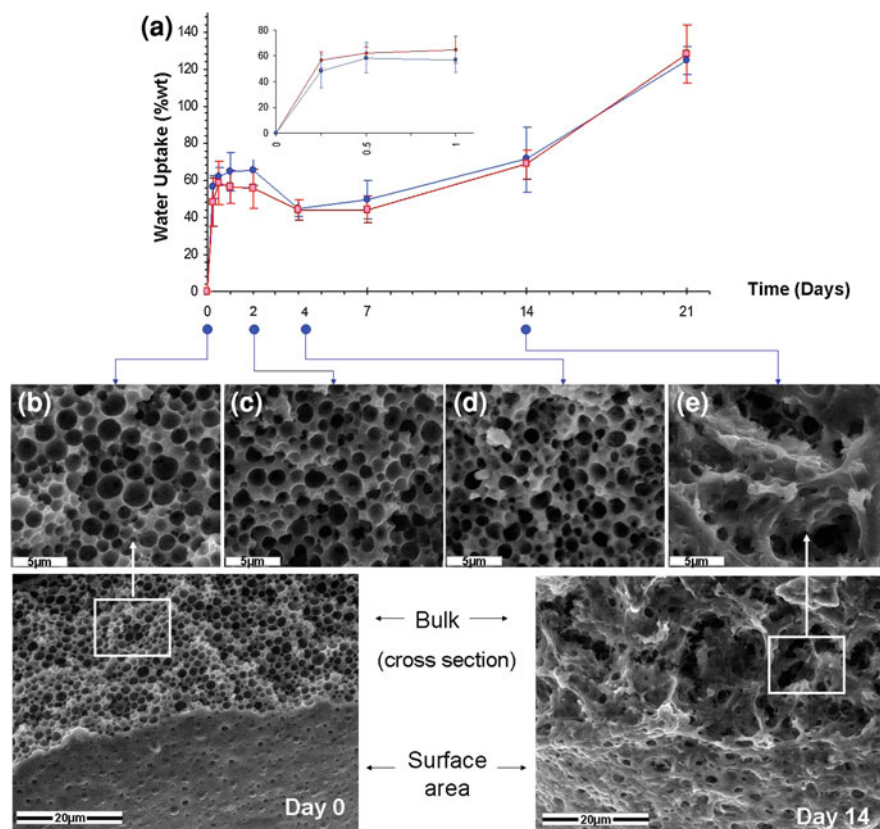 (a)
Water Uptake (%wt)
140
120
100
80
60
40
20
0
80
60
40
20
0
0
0.5
1
0 2 4 7 14 21
Time (Days)
(b) (c) (d) (e)
5µm 5µm 5µm 5µm
Bulk
(cross section)
Surface
area
20µm
Day 0
20µm
Day 14